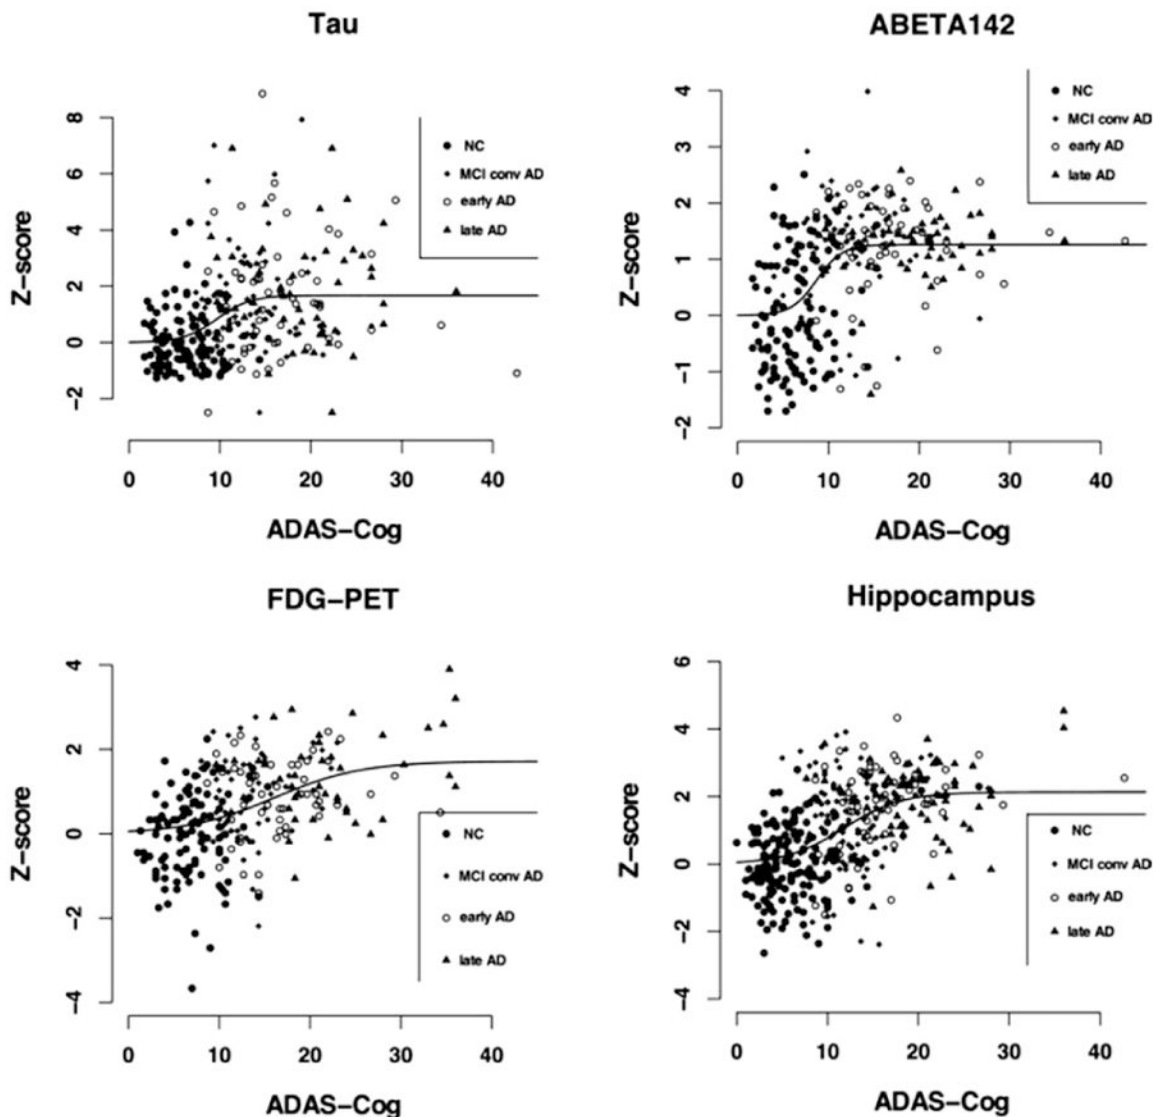 Tau
Z-score
8
6
4
2
0
-2
NC
MCI conv AD
early AD
late AD
0 10 20 30 40
ADAS-Cog
ABETA142
Z-score
4
3
2
1
0
-1
-2
NC
MCI conv AD
early AD
late AD
0 10 20 30 40
ADAS-Cog
FDG-PET
Z-score
4
2
0
-2
-4
NC
MCI conv AD
early AD
late AD
0 10 20 30 40
ADAS-Cog
Hippocampus
Z-score
6
4
2
0
-2
-4
NC
MCI conv AD
early AD
late AD
0 10 20 30 40
ADAS-Cog